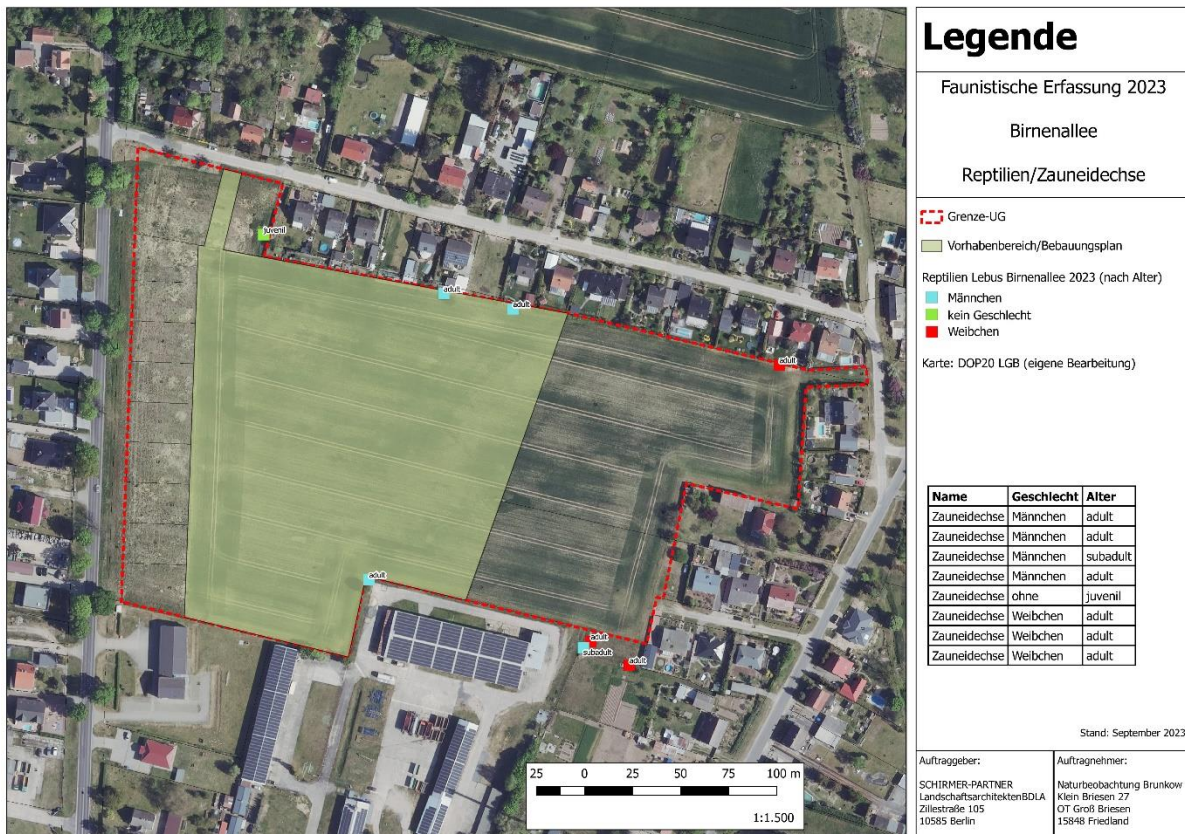 Legende
Faunistische Erfassung 2023
Birnenallee
Reptilien/Zauneidechse
Grenze-UG
Vorhabenbereich/Bebauungsplan
Reptilien Lebus Birnenallee 2023 (nach Alter)
Männchen
kein Geschlecht
Weibchen
Karte: DOP20 LGB (eigene Bearbeitung)
Name Geschlecht Alter
Zauneidechse Männchen adult
Zauneidechse Männchen adult
Zauneidechse Männchen subadult
Zauneidechse Männchen adult
Zauneidechse ohne juvenil
Zauneidechse Weibchen adult
Zauneidechse Weibchen adult
Zauneidechse Weibchen adult
Stand: September 2023
Auftraggeber:
SCHIRMER-PARTNER
LandschaftsarchitektenBDLA
Zillestraße 105
10585 Berlin
Auftragnehmer:
Naturbeobachtung Brunkow
Klein Briesen 27
OT Groß Briesen
15848 Friedland
juvenil
adult
adult
adult
adult
adult
subadult
adult
25 0 25 50 75 100 m
1:1.500